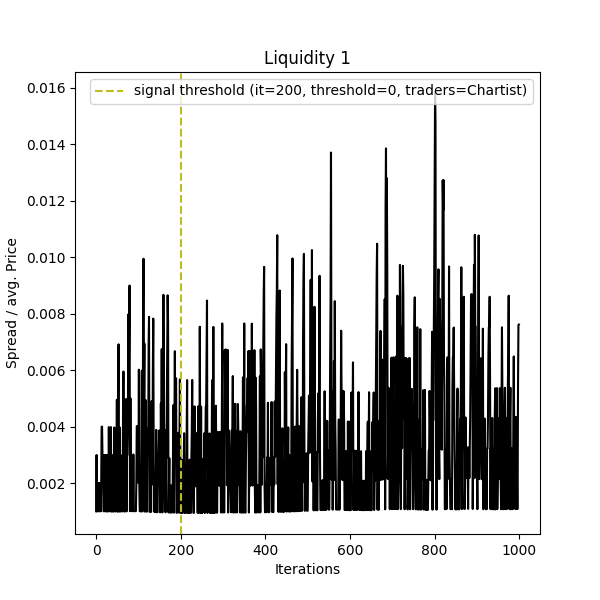 Liquidity 1
signal threshold (it=200, threshold=0, traders=Chartist)
Spread / avg. Price
0.016
0.014
0.012
0.010
0.008
0.006
0.004
0.002
0 200 400 600 800 1000
Iterations